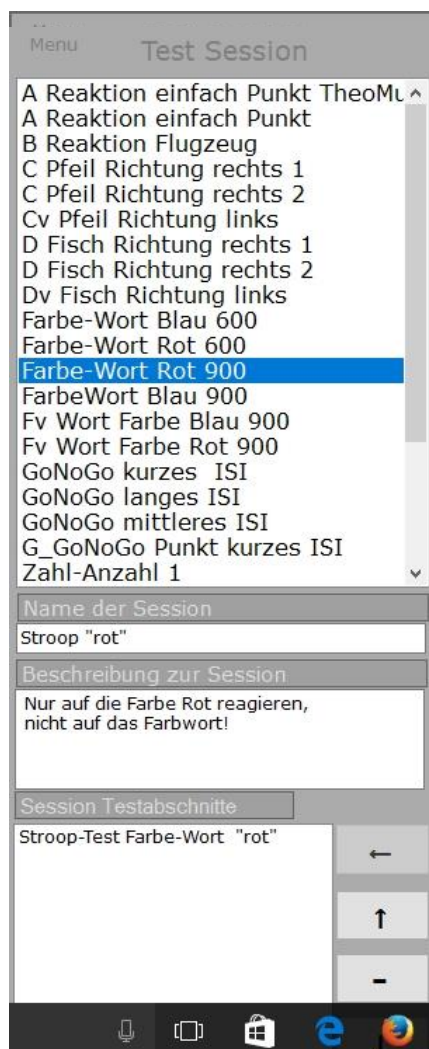 Menu
Test Session
A Reaktion einfach Punkt TheoMu
A Reaktion einfach Punkt
B Reaktion Flugzeug
C Pfeil Richtung rechts 1
C Pfeil Richtung rechts 2
Cv Pfeil Richtung links
D Fisch Richtung rechts 1
D Fisch Richtung rechts 2
Dv Fisch Richtung links
Farbe-Wort Blau 600
Farbe-Wort Rot 600
Farbe-Wort Rot 900
FarbeWort Blau 900
Fv Wort Farbe Blau 900
Fv Wort Farbe Rot 900
GoNoGo kurzes  ISI
GoNoGo langes ISI
GoNoGo mittleres ISI
G_GoNoGo Punkt kurzes ISI
Zahl-Anzahl 1
Name der Session
Stroop "rot"
Beschreibung zur Session
Nur auf die Farbe Rot reagieren,
nicht auf das Farbwort!
Session Testabschnitte
Stroop-Test Farbe-Wort  "rot"
←
↑
-